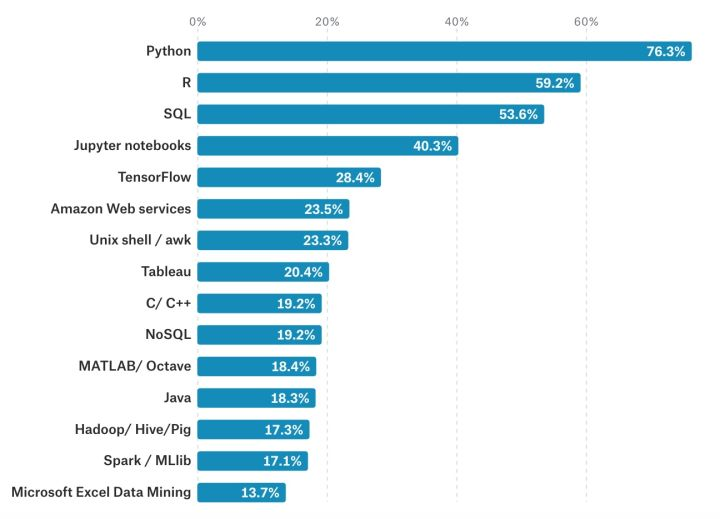 0% 20% 40% 60%
Python 76.3%
R 59.2%
SQL 53.6%
Jupyter notebooks 40.3%
TensorFlow 28.4%
Amazon Web services 23.5%
Unix shell / awk 23.3%
Tableau 20.4%
C/ C++ 19.2%
NoSQL 19.2%
MATLAB/ Octave 18.4%
Java 18.3%
Hadoop/ Hive/Pig 17.3%
Spark / MLlib 17.1%
Microsoft Excel Data Mining 13.7%